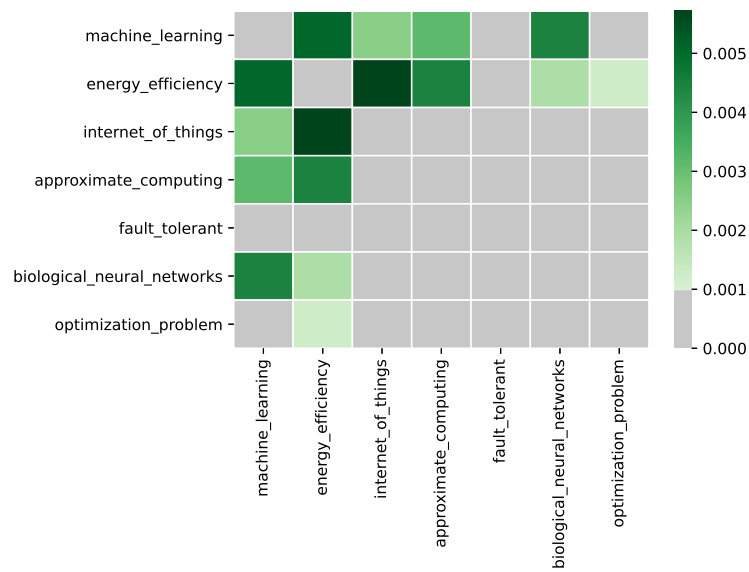 machine_learning
energy_efficiency
internet_of_things
approximate_computing
fault_tolerant
biological_neural_networks
optimization_problem
machine_learning
energy_efficiency
internet_of_things
approximate_computing
fault_tolerant
biological_neural_networks
optimization_problem
0.005
0.004
0.003
0.002
0.001
0.000